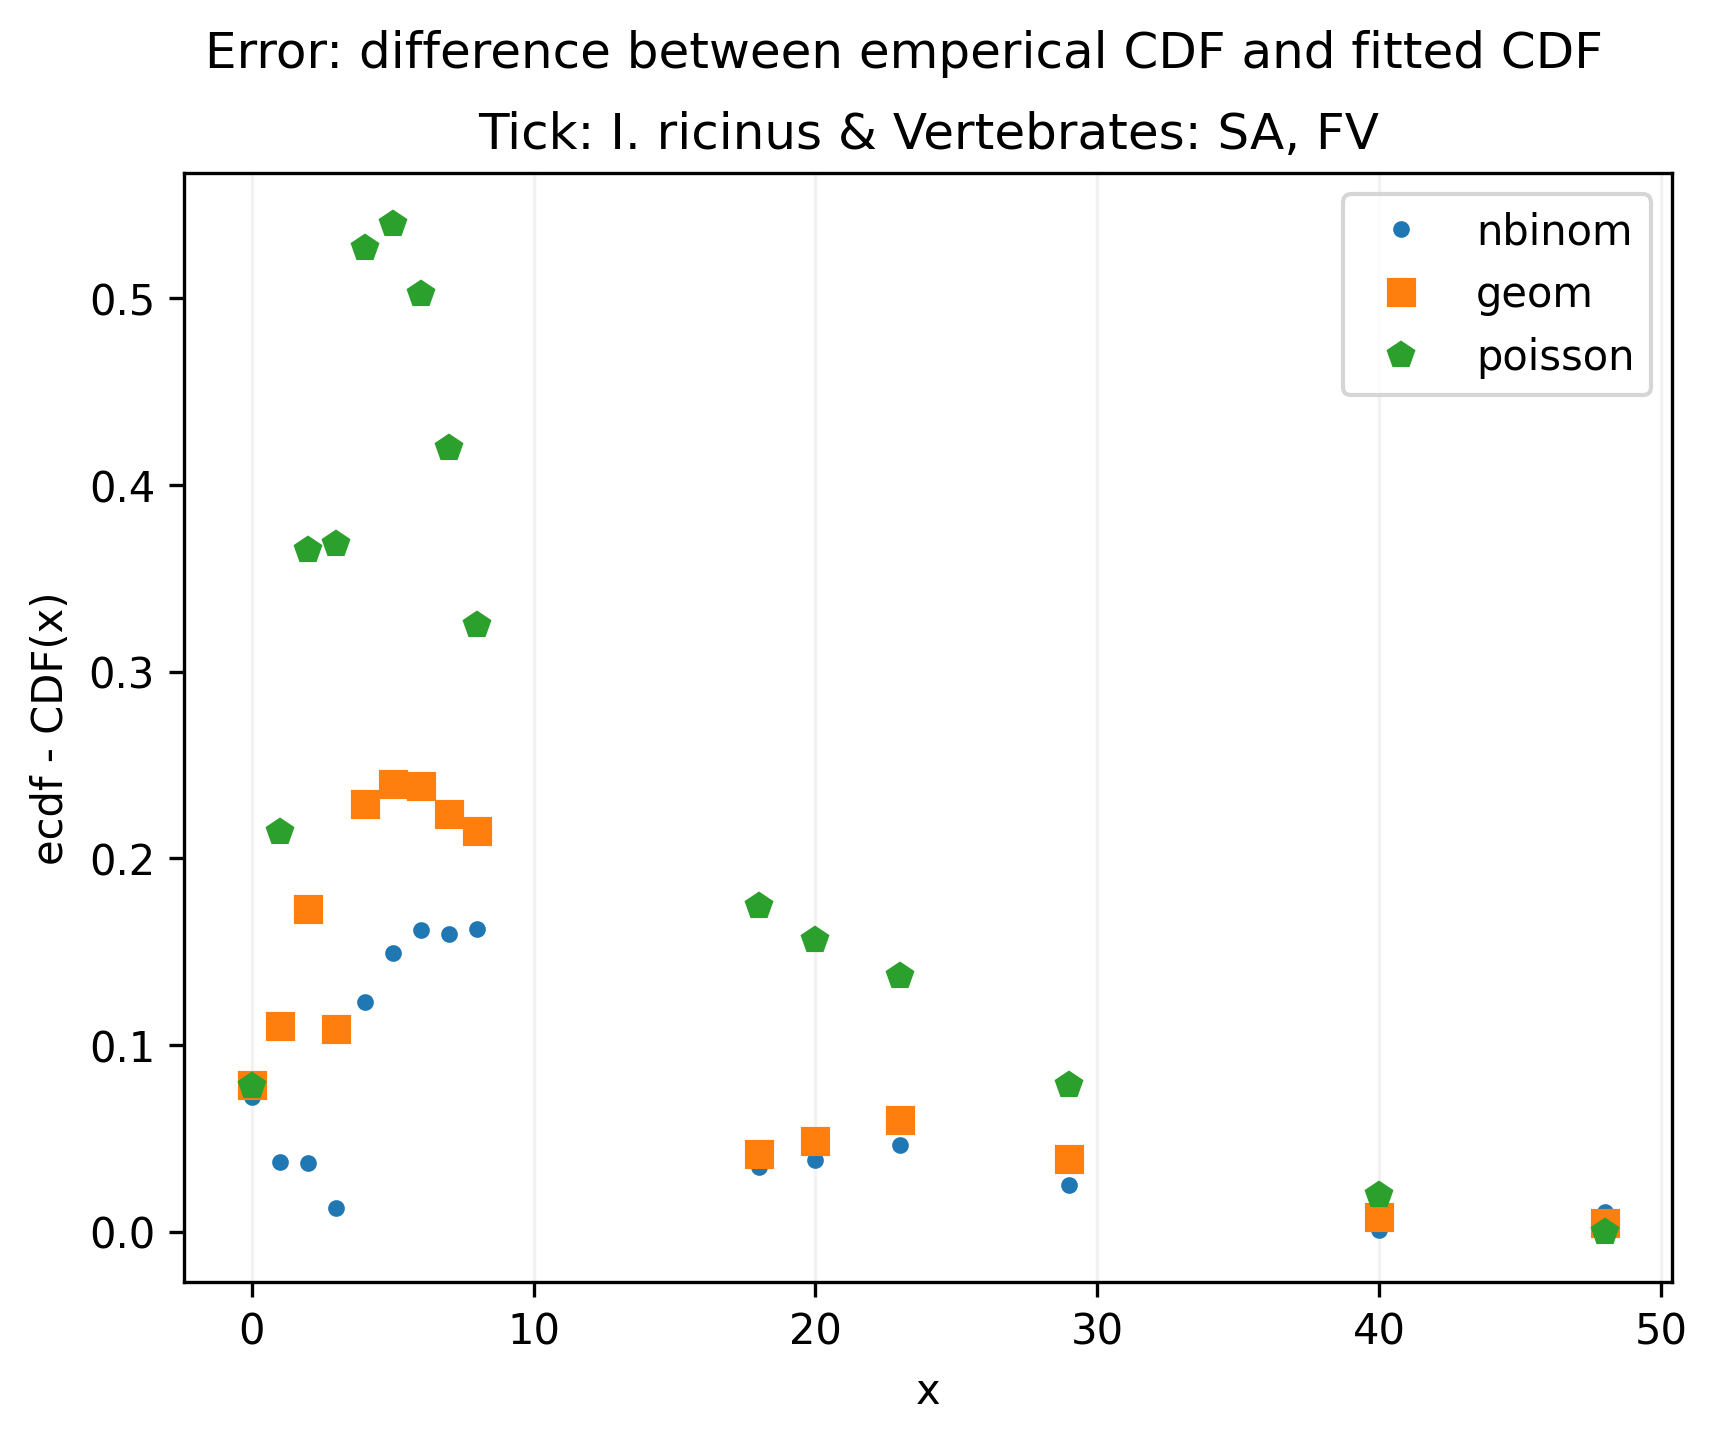 Error: difference between emperical CDF and fitted CDF
Tick: I. ricinus & Vertebrates: SA, FV
nbinom
geom
poisson
ecdf - CDF(x)
0.5
0.4
0.3
0.2
0.1
0.0
0 10 20 30 40 50
x